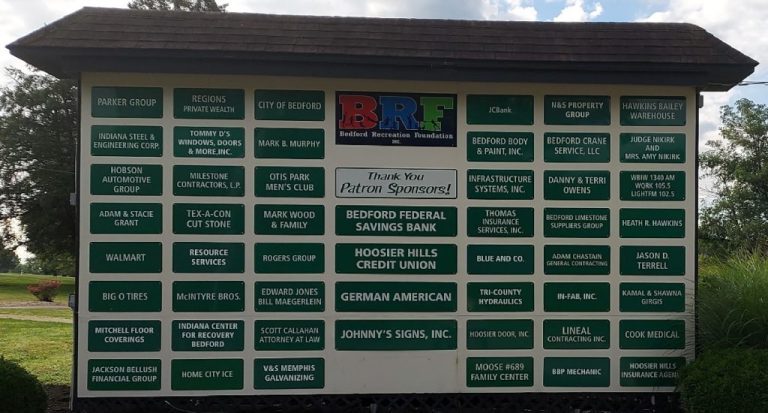 PARKER GROUP
INDIANA STEEL &
ENGINEERING CORP.
HOBSON
AUTOMOTIVE
GROUP
ADAM & STACIE
GRANT
WALMART
BIG O TIRES
MITCHELL FLOOR
COVERINGS
JACKSON BELLUSH
FINANCIAL GROUP
REGIONS
PRIVATE WEALTH
TOMMY D'S
WINDOWS, DOORS
& MORE, INC.
MILESTONE
CONTRACTORS, L.P.
TEX-A-CON
CUT STONE
RESOURCE
SERVICES
McINTYRE BROS.
INDIANA CENTER
FOR RECOVERY
BEDFORD
HOME CITY ICE
CITY OF BEDFORD
MARK B. MURPHY
OTIS PARK
MEN'S CLUB
MARK WOOD
& FAMILY
ROGERS GROUP
EDWARD JONES
BILL MAEGERLEIN
SCOTT CALLAHAN
ATTORNEY AT LAW
V&S MEMPHIS
GALVANIZING
BRF
Bedford Recreation Foundation
INC.
Thank You
Patron Sponsors!
BEDFORD FEDERAL
SAVINGS BANK
HOOSIER HILLS
CREDIT UNION
GERMAN AMERICAN
JOHNNY'S SIGNS, INC.
JCBank
BEDFORD BODY
& PAINT, INC.
INFRASTRUCTURE
SYSTEMS, INC.
THOMAS
INSURANCE
SERVICES, INC.
BLUE AND CO.
TRI-COUNTY
HYDRAULICS
HOOSIER DOOR, INC.
MOOSE #689
FAMILY CENTER
N&S PROPERTY
GROUP
BEDFORD CRANE
SERVICE, LLC
DANNY & TERRI
OWENS
BEDFORD LIMESTONE
SUPPLIERS GROUP
ADAM CHASTAIN
GENERAL CONTRACTING
IN-FAB, INC.
LINEAL
CONTRACTING INC.
BBP MECHANIC
HAWKINS BAILEY
WAREHOUSE
JUDGE NIKIRK
AND
MRS. AMY NIKIRK
WBIW 1340 AM
WQRK 105.5
LIGHTFM 102.5
HEATH R. HAWKINS
JASON D.
TERRELL
KAMAL & SHAWNA
GIRGIS
COOK MEDICAL
HOOSIER HILLS
INSURANCE AGENCY